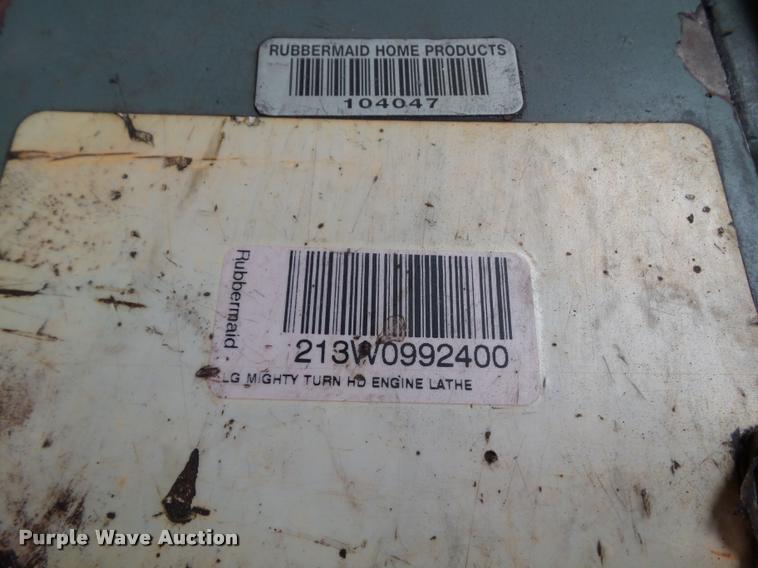 RUBBERMAID HOME PRODUCTS
104047
Rubbermaid
213W0992400
LG MIGHTY TURN HD ENGINE LATHE
Purple Wave Auction